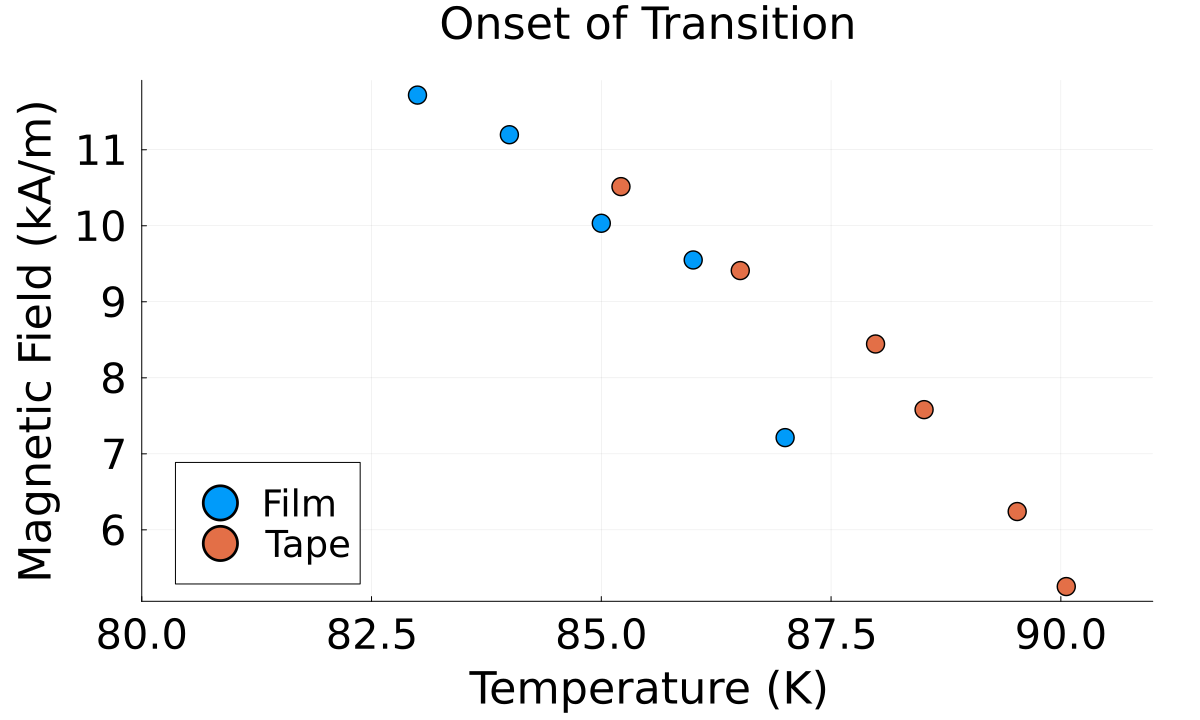 Onset of Transition
Magnetic Field (kA/m)
11
10
9
8
7
6
Film
Tape
80.0 82.5 85.0 87.5 90.0
Temperature (K)